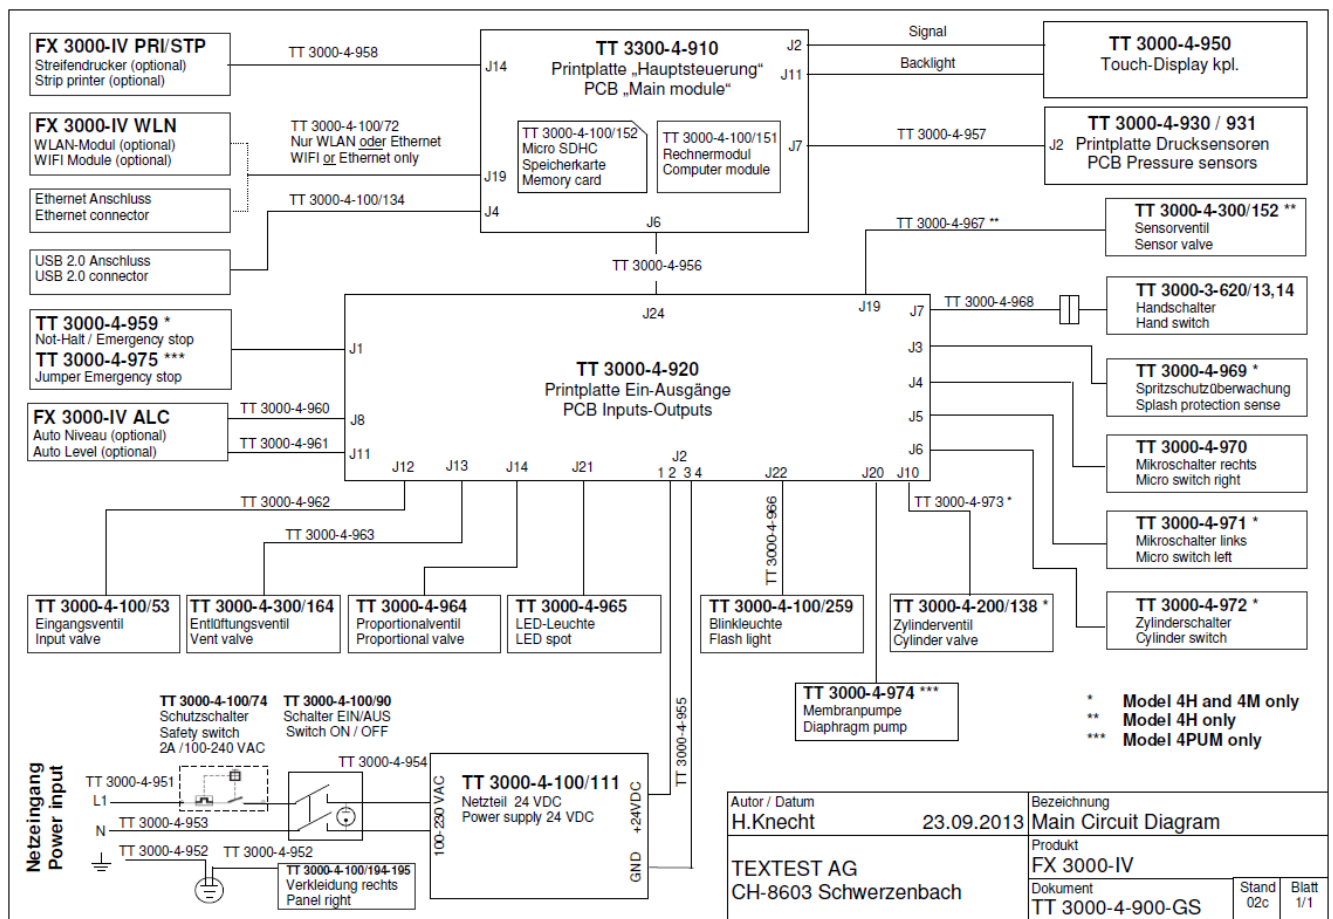 FX 3000-IV PRI/STP
Streifendrucker (optional)
Strip printer (optional)
TT 3000-4-958
J14
TT 3300-4-910
Printplatte „Hauptsteuerung“
PCB „Main module“
J2
J11
Signal
Backlight
TT 3000-4-950
Touch-Display kpl.
FX 3000-IV WLN
WLAN-Modul (optional)
WIFI Module (optional)
TT 3000-4-100/72
Nur WLAN oder Ethernet
WIFI or Ethernet only
TT 3000-4-100/152
Micro SDHC
Speicherkarte
Memory card
TT 3000-4-100/151
Rechnermodul
Computer module
J7
TT 3000-4-957
J2
TT 3000-4-930 / 931
Printplatte Drucksensoren
PCB Pressure sensors
J19
Ethernet Anschluss
Ethernet connector
TT 3000-4-100/134
J4
J6
USB 2.0 Anschluss
USB 2.0 connector
TT 3000-4-956
TT 3000-4-967 **
TT 3000-4-300/152 **
Sensorventil
Sensor valve
TT 3000-4-959 *
Not-Halt / Emergency stop
TT 3000-4-975 ***
Jumper Emergency stop
J1
J24
J19
J7
TT 3000-4-968
TT 3000-3-620/13,14
Handschalter
Hand switch
TT 3000-4-920
Printplatte Ein-Ausgänge
PCB Inputs-Outputs
J3
J4
J5
J6
TT 3000-4-969 *
Spritzschutzüberwachung
Splash protection sense
FX 3000-IV ALC
Auto Niveau (optional)
Auto Level (optional)
TT 3000-4-960
J8
TT 3000-4-961
J11
J12
J13
J14
J21
J2
1 2 3 4
J22
J20
J10
TT 3000-4-970
Mikroschalter rechts
Micro switch right
TT 3000-4-962
TT 3000-4-963
TT 3000-4-966
TT 3000-4-973 *
TT 3000-4-971 *
Mikroschalter links
Micro switch left
TT 3000-4-100/53
Eingangsventil
Input valve
TT 3000-4-300/164
Entlüftungsventil
Vent valve
TT 3000-4-964
Proportionalventil
Proportional valve
TT 3000-4-965
LED-Leuchte
LED spot
TT 3000-4-100/259
Blinkleuchte
Flash light
TT 3000-4-200/138 *
Zylinderventil
Cylinder valve
TT 3000-4-972 *
Zylinderschalter
Cylinder switch
TT 3000-4-974 ***
Membranpumpe
Diaphragm pump
* Model 4H and 4M only
** Model 4H only
*** Model 4PUM only
TT 3000-4-100/74
Schutzschalter
Safety switch
2A /100-240 VAC
TT 3000-4-100/90
Schalter EIN/AUS
Switch ON / OFF
TT 3000-4-955
Netzeingang
Power input
TT 3000-4-951
L1
TT 3000-4-954
N
TT 3000-4-953
TT 3000-4-952
TT 3000-4-952
TT 3000-4-100/194-195
Verkleidung rechts
Panel right
100-230 VAC
TT 3000-4-100/111
Netzteil 24 VDC
Power supply 24 VDC
+24VDC
GND
Autor / Datum
H.Knecht 23.09.2013
Bezeichnung
Main Circuit Diagram
TEXTEST AG
CH-8603 Schwerzenbach
Produkt
FX 3000-IV
Dokument
TT 3000-4-900-GS
Stand
02c
Blatt
1/1